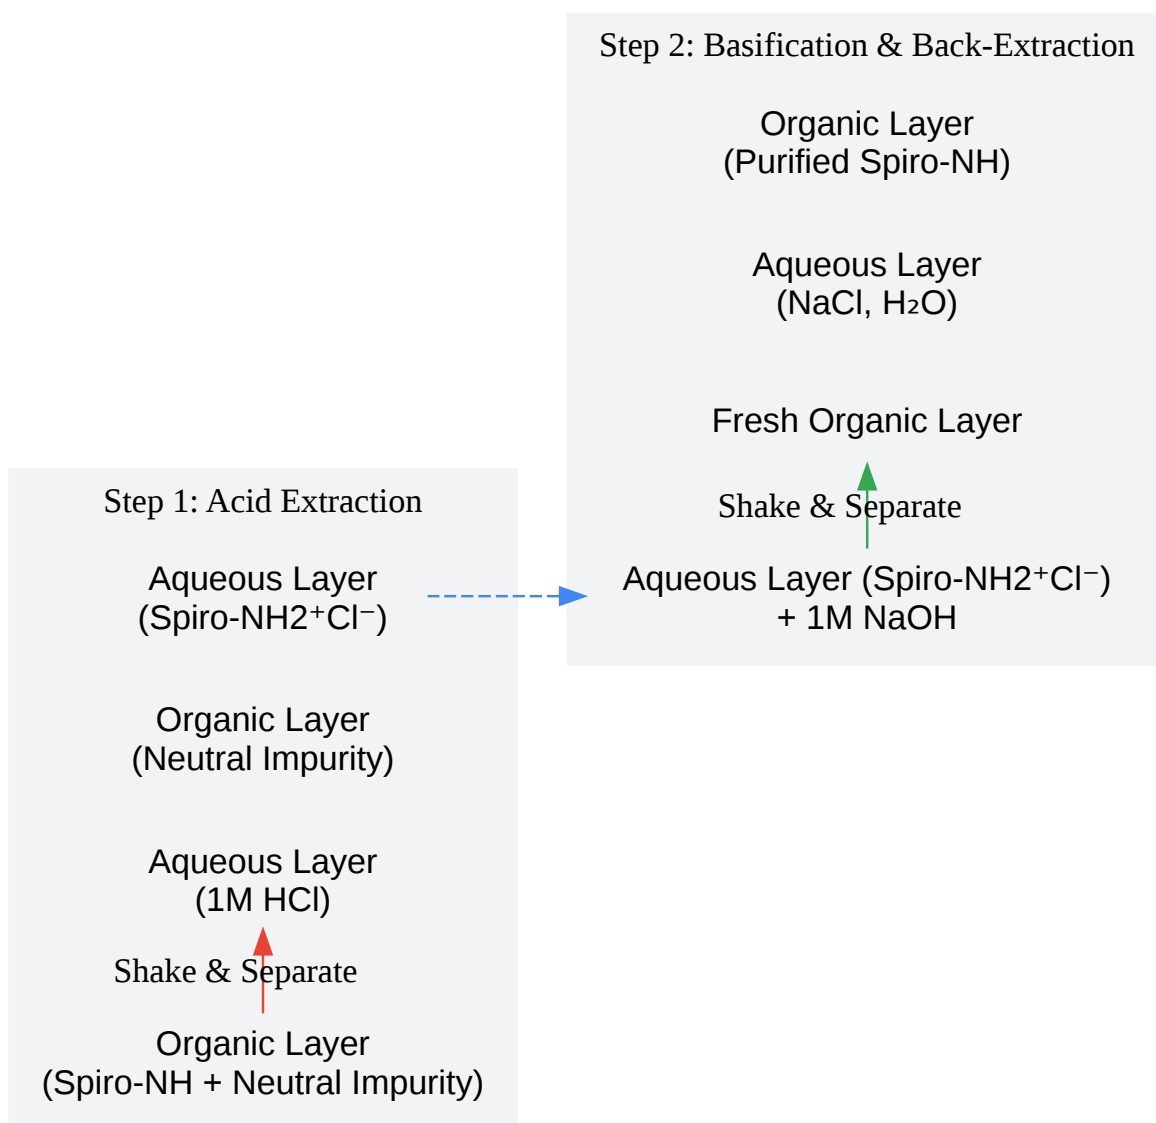 Step 2: Basification & Back-Extraction
Organic Layer
(Purified Spiro-NH)
Aqueous Layer
(NaCl, H₂O)
Fresh Organic Layer
Shake & Separate
Aqueous Layer (Spiro-NH2⁺Cl⁻)
+ 1M NaOH
Step 1: Acid Extraction
Aqueous Layer
(Spiro-NH2⁺Cl⁻)
Organic Layer
(Neutral Impurity)
Aqueous Layer
(1M HCl)
Shake & Separate
Organic Layer
(Spiro-NH + Neutral Impurity)